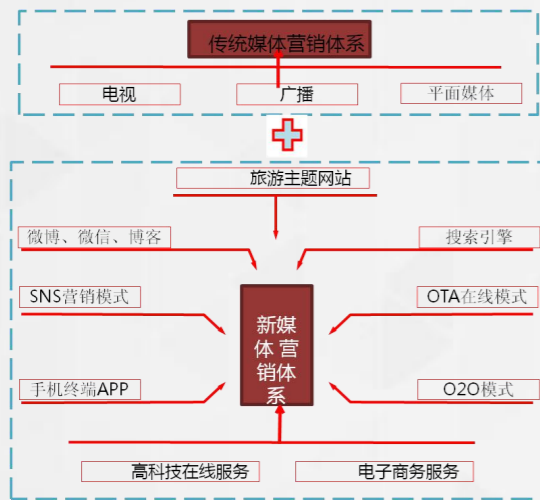 传统媒体营销体系
电视 广播 平面媒体
旅游主题网站
微博、微信、博客 搜索引擎
SNS营销模式 OTA在线模式
新媒
体 营
销体
系
手机终端APP O2O模式
高科技在线服务 电子商务服务